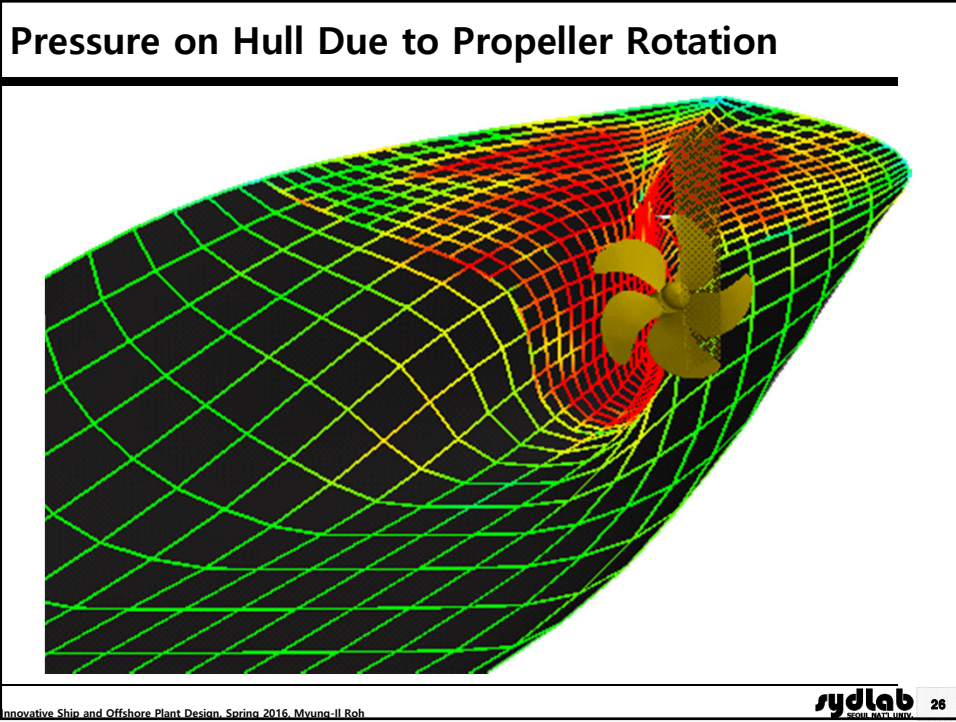 Pressure on Hull Due to Propeller Rotation
Innovative Ship and Offshore Plant Design, Spring 2016, Myung-Il Roh
sydlab
SEOUL NAT'L UNIV.
26